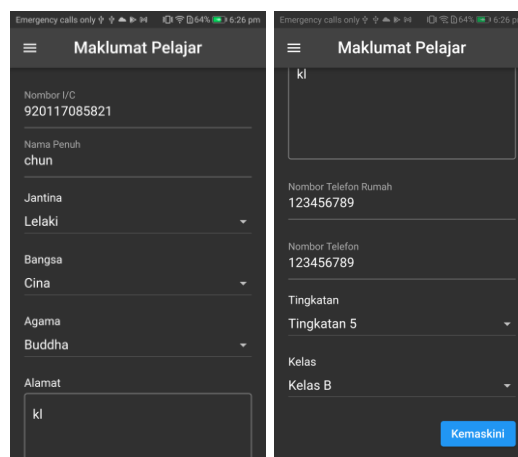 Emergency calls only 64% 6:26 pm
Maklumat Pelajar
Nombor I/C
920117085821
Nama Penuh
chun
Jantina
Lelaki
Bangsa
Cina
Agama
Buddha
Alamat
kl
Emergency calls only 64% 6:26 p
Maklumat Pelajar
kl
Nombor Telefon Rumah
123456789
Nombor Telefon
123456789
Tingkatan
Tingkatan 5
Kelas
Kelas B
Kemaskini